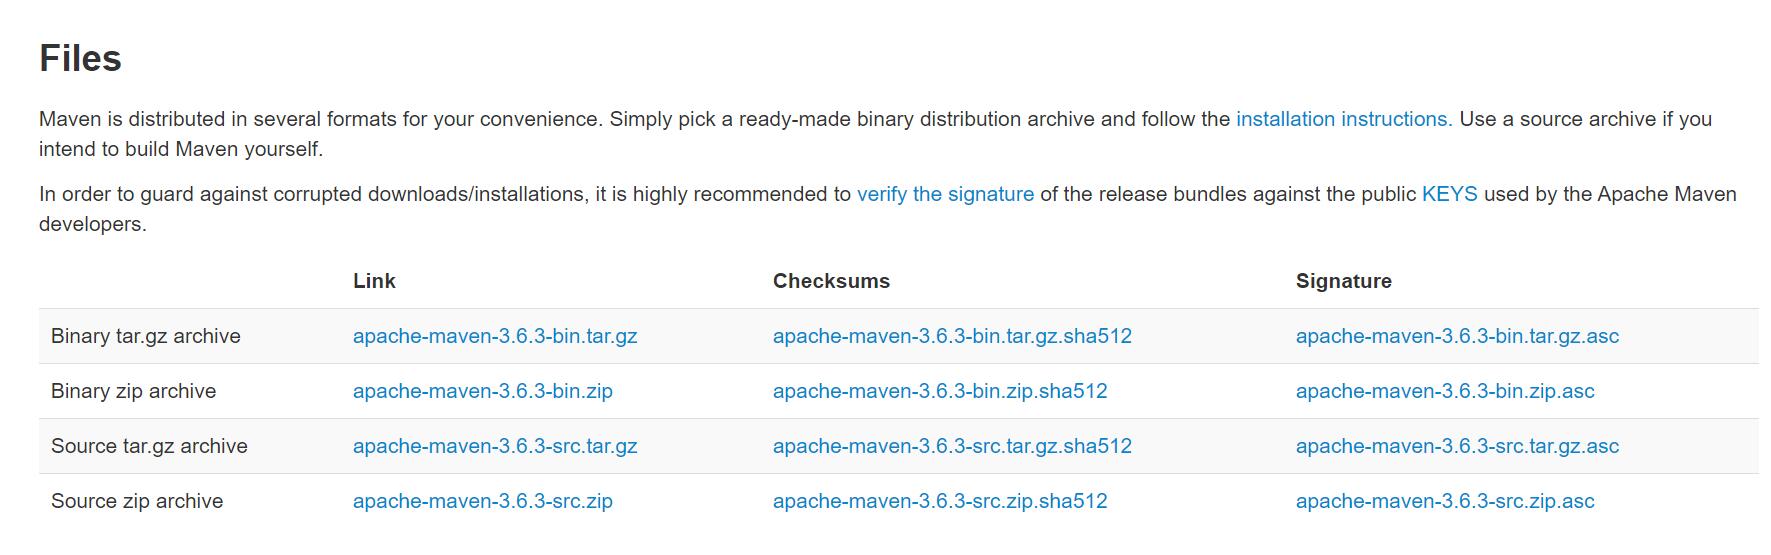 Files
Maven is distributed in several formats for your convenience. Simply pick a ready-made binary distribution archive and follow the installation instructions. Use a source archive if you
intend to build Maven yourself.
In order to guard against corrupted downloads/installations, it is highly recommended to verify the signature of the release bundles against the public KEYS used by the Apache Maven
developers.
Link Checksums Signature
Binary tar.gz archive apache-maven-3.6.3-bin.tar.gz apache-maven-3.6.3-bin.tar.gz.sha512 apache-maven-3.6.3-bin.tar.gz.asc
Binary zip archive apache-maven-3.6.3-bin.zip apache-maven-3.6.3-bin.zip.sha512 apache-maven-3.6.3-bin.zip.asc
Source tar.gz archive apache-maven-3.6.3-src.tar.gz apache-maven-3.6.3-src.tar.gz.sha512 apache-maven-3.6.3-src.tar.gz.asc
Source zip archive apache-maven-3.6.3-src.zip apache-maven-3.6.3-src.zip.sha512 apache-maven-3.6.3-src.zip.asc